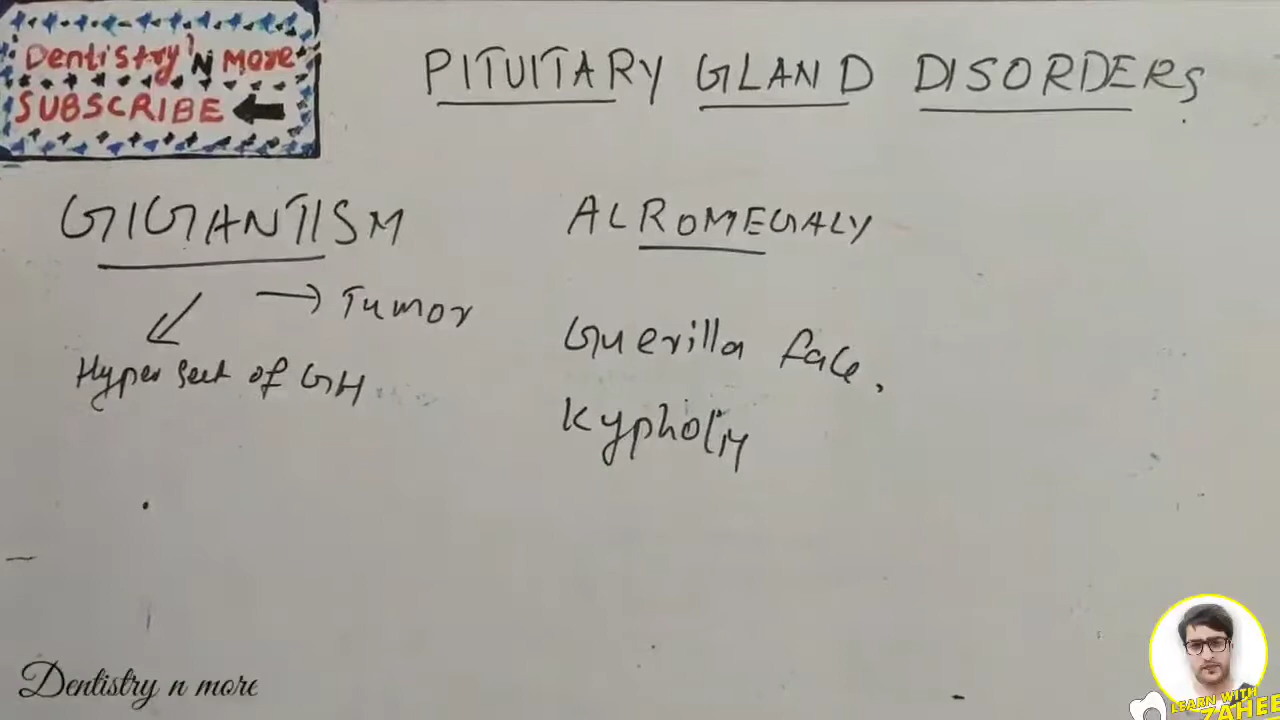 Dentistry'N More
SUBSCRIBE
PITUITARY GLAND DISORDERS
GIGANTISM
ACROMEGALY
Tumor
Hyper Sect of GH
Guerilla face,
Kyphosis
Dentistry n more
LEARN WITH
ZAHEE